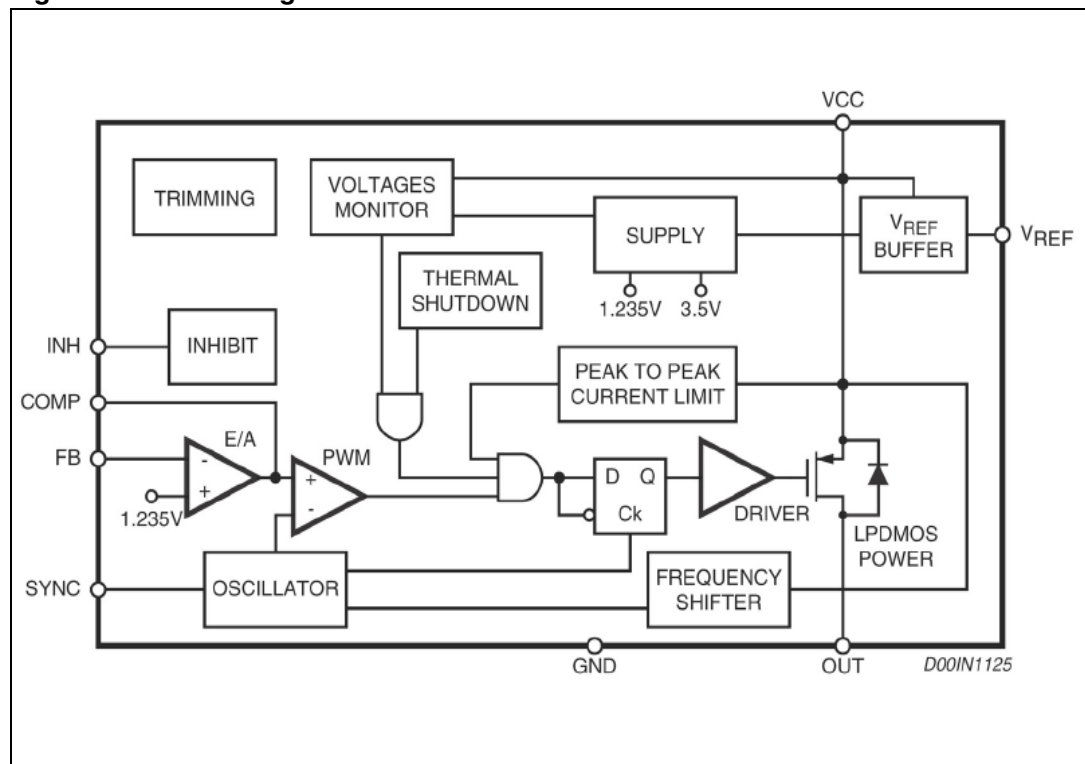 VCC
TRIMMING
VOLTAGES
MONITOR
SUPPLY
VREF
BUFFER
VREF
THERMAL
SHUTDOWN
1.235V 3.5V
INH
INHIBIT
PEAK TO PEAK
CURRENT LIMIT
COMP
E/A
FB
-
+
1.235V
PWM
+
-
D Q
Ck
DRIVER
LPDMOS
POWER
SYNC
OSCILLATOR
FREQUENCY
SHIFTER
GND
OUT
D00IN1125